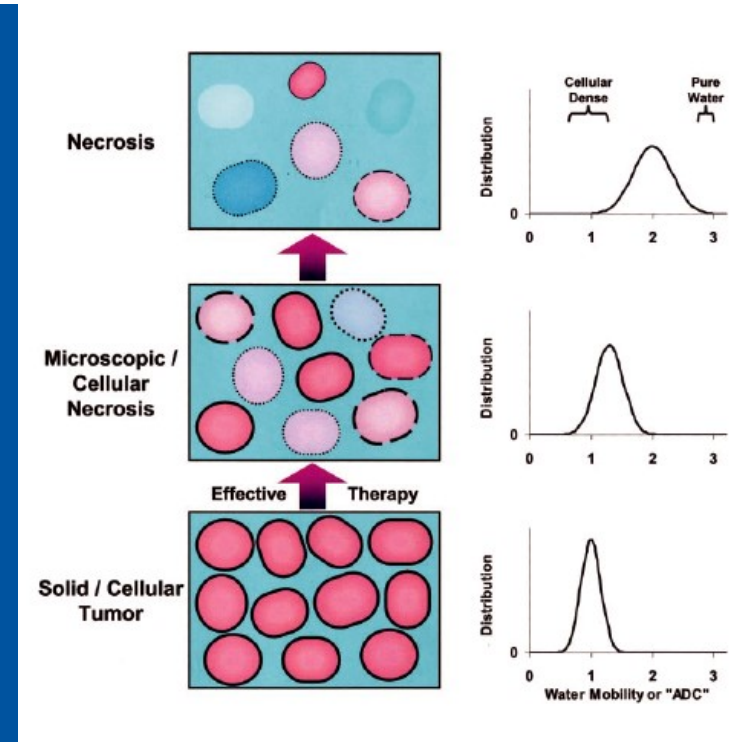 Necrosis
Cellular
Dense
Pure
Water
Distribution
0
0 1 2 3
Microscopic /
Cellular
Necrosis
Distribution
0
0 1 2 3
Effective Therapy
Solid / Cellular
Tumor
Distribution
0
0 1 2 3
Water Mobility or "ADC"